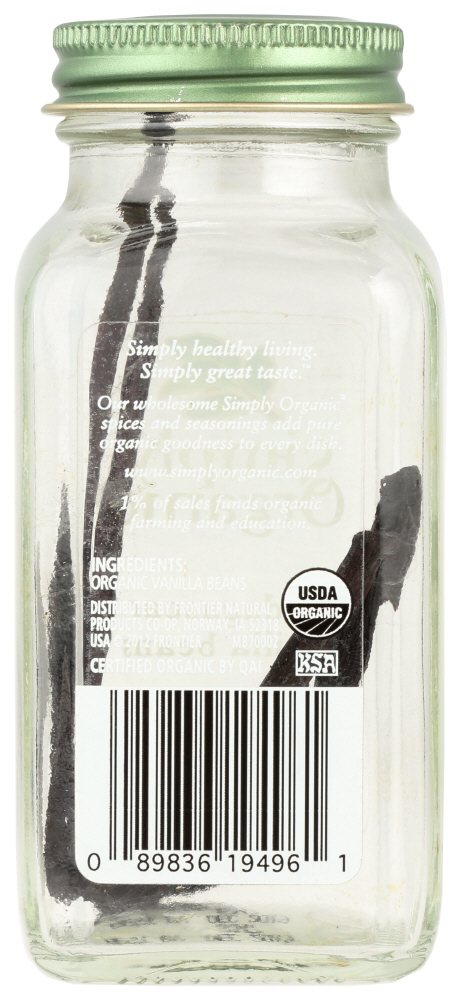 Simply healthy living.
Simply great taste.™
Our wholesome Simply Organic®
spices and seasonings add pure
organic goodness to every dish.
www.simplyorganic.com
1% of sales funds organic
farming and education.
INGREDIENTS:
ORGANIC VANILLA BEANS
DISTRIBUTED BY FRONTIER NATURAL
PRODUCTS CO-OP, NORWAY, IA 52318
USA © 2012 FRONTIER M870002
CERTIFIED ORGANIC BY QAI
USDA
ORGANIC
KSA
0 89836 19496 1